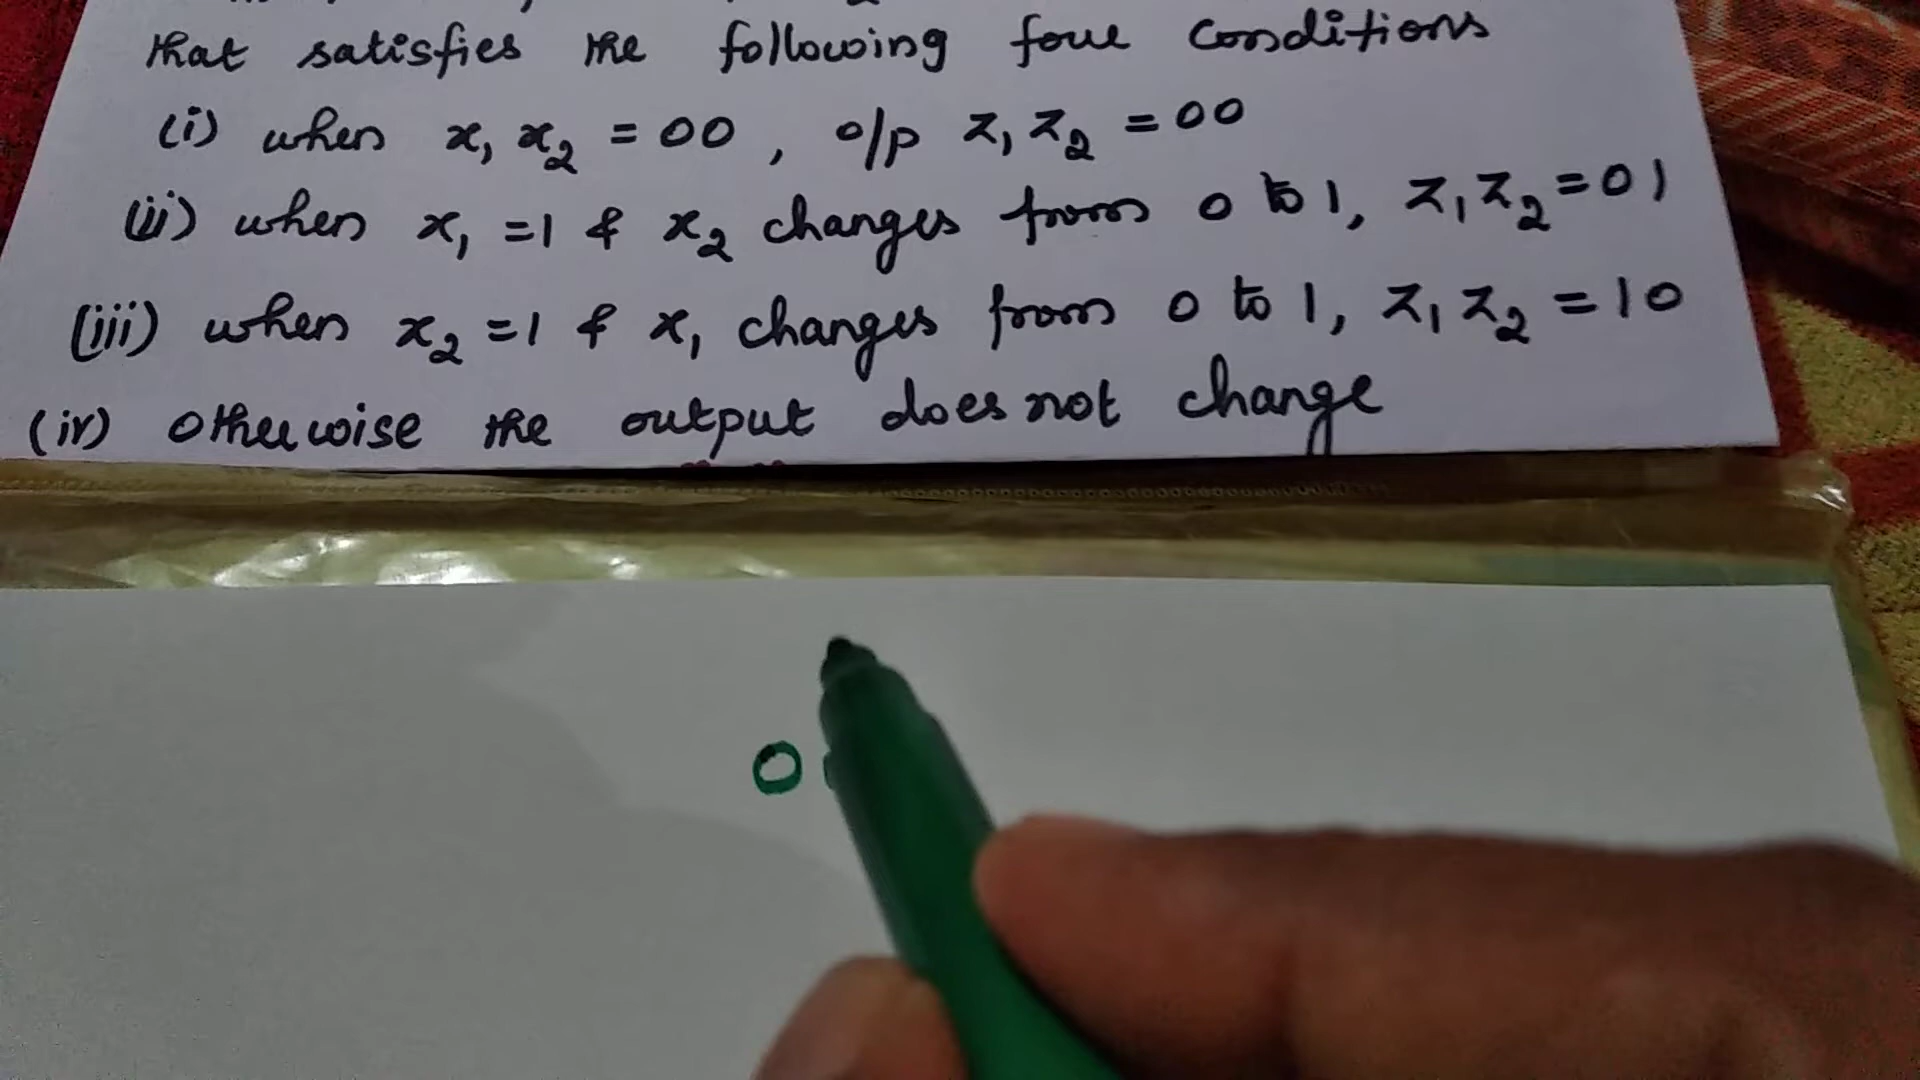 that satisfies the following four conditions
(i) when x₁ x₂ = 00, o/p z₁ z₂ = 00
(ii) when x₁ = 1 & x₂ changes from 0 to 1, z₁ z₂ = 01
(iii) when x₂ = 1 & x₁ changes from 0 to 1, z₁ z₂ = 10
(iv) otherwise the output does not change
0